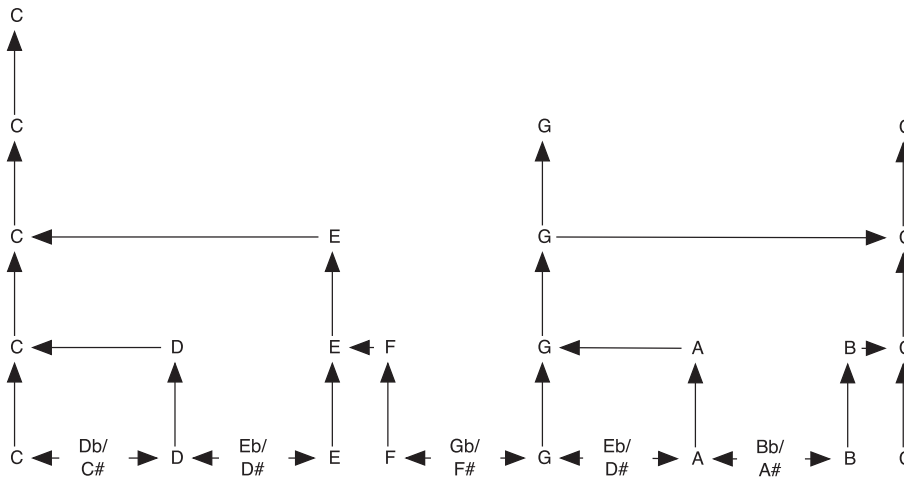 C
C G
C E G
C D E F G A B
C Db/ C# D Eb/ D# E F Gb/ F# G Eb/ D# A Bb/ A# B